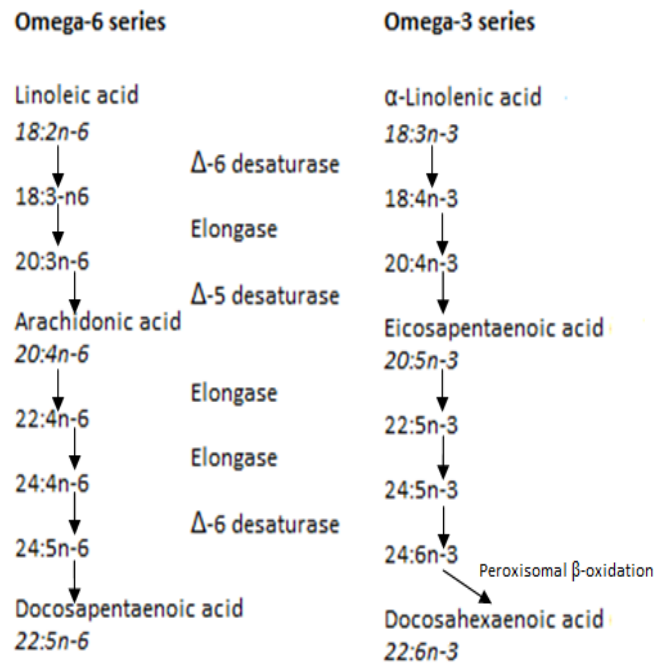 Omega-6 series
Omega-3 series
Linoleic acid
α-Linolenic acid
18:2n-6
18:3n-3
Δ-6 desaturase
18:3-n6
18:4n-3
Elongase
20:3n-6
20:4n-3
Δ-5 desaturase
Arachidonic acid
Eicosapentaenoic acid
20:4n-6
20:5n-3
Elongase
22:4n-6
22:5n-3
Elongase
24:4n-6
24:5n-3
Δ-6 desaturase
24:5n-6
24:6n-3
Peroxisomal β-oxidation
Docosapentaenoic acid
Docosahexaenoic acid
22:5n-6
22:6n-3